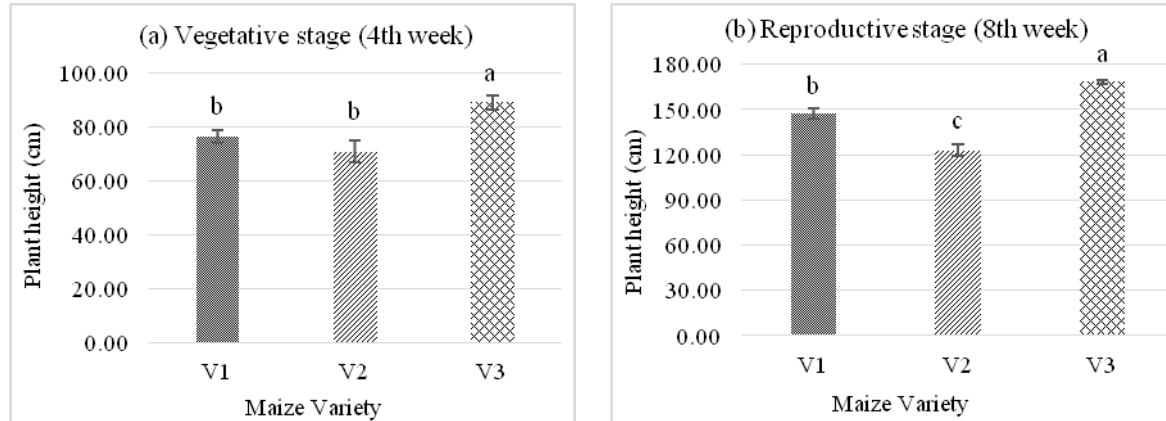 (a) Vegetative stage (4th week)
100.00
80.00
60.00
40.00
20.00
0.00
Plant height (cm)
b
b
a
V1 V2 V3
Maize Variety
(b) Reproductive stage (8th week)
180.00
150.00
120.00
90.00
60.00
30.00
0.00
Plant height (cm)
b
c
a
V1 V2 V3
Maize Variety